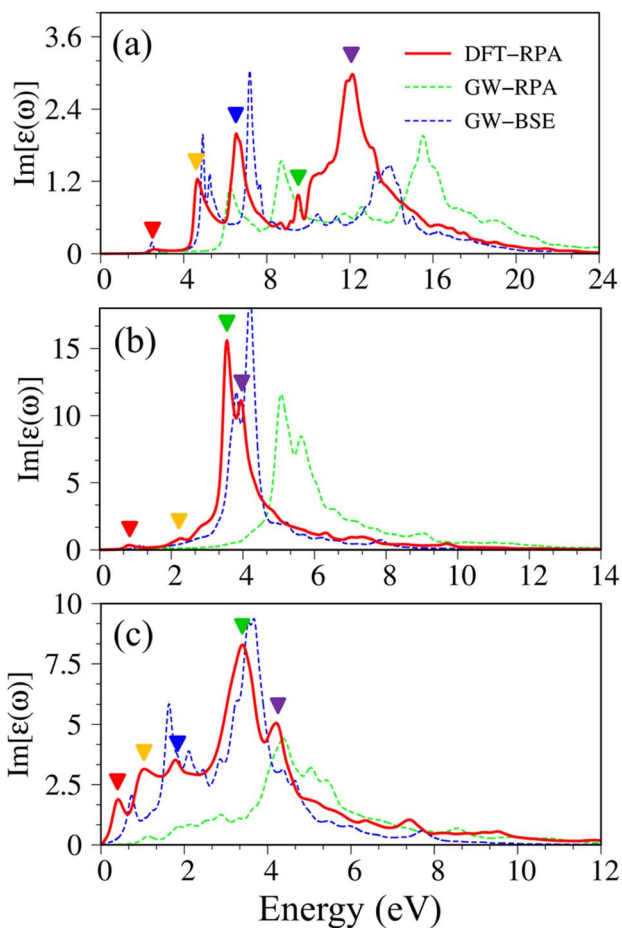 (a)
DFT-RPA
GW-RPA
GW-BSE
Im[ε(ω)]
3.6
2.4
1.2
0
0 4 8 12 16 20 24
(b)
Im[ε(ω)]
15
10
5
0
0 2 4 6 8 10 12 14
(c)
Im[ε(ω)]
10
7.5
5
2.5
0
0 2 4 6 8 10 12
Energy (eV)